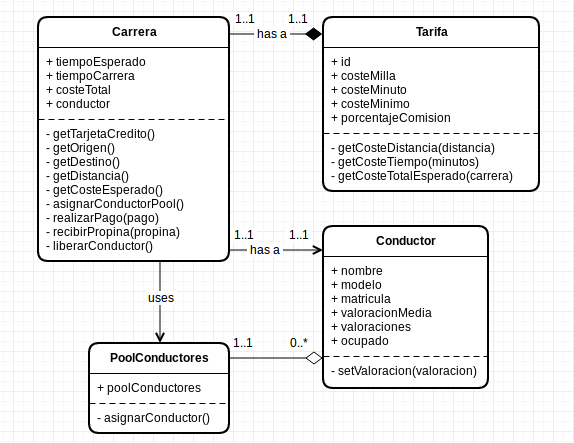 Carrera
+ tiempoEsperado
+ tiempoCarrera
+ costeTotal
+ conductor
- getTarjetaCredito()
- getOrigen()
- getDestino()
- getDistancia()
- getCosteEsperado()
- asignarConductorPool()
- realizarPago(pago)
- recibirPropina(propina)
- liberarConductor()
1..1
has a
1..1
Tarifa
+ id
+ costeMilla
+ costeMinuto
+ costeMinimo
+ porcentajeComision
- getCosteDistancia(distancia)
- getCosteTiempo(minutos)
- getCosteTotalEsperado(carrera)
1..1
has a
1..1
Conductor
+ nombre
+ modelo
+ matricula
+ valoracionMedia
+ valoraciones
+ ocupado
- setValoracion(valoracion)
uses
PoolConductores
+ poolConductores
- asignarConductor()
1..1
0..*